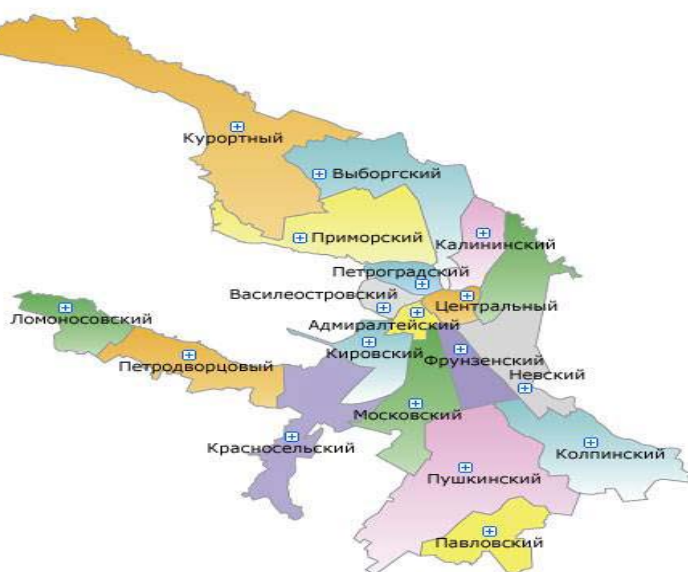 Курортный
Выборгский
Приморский
Калининский
Петроградский
Василеостровский
Центральный
Ломоносовский
Адмиралтейский
Кировский
Фрунзенский
Петродворцовый
Невский
Московский
Красносельский
Колпинский
Пушкинский
Павловский